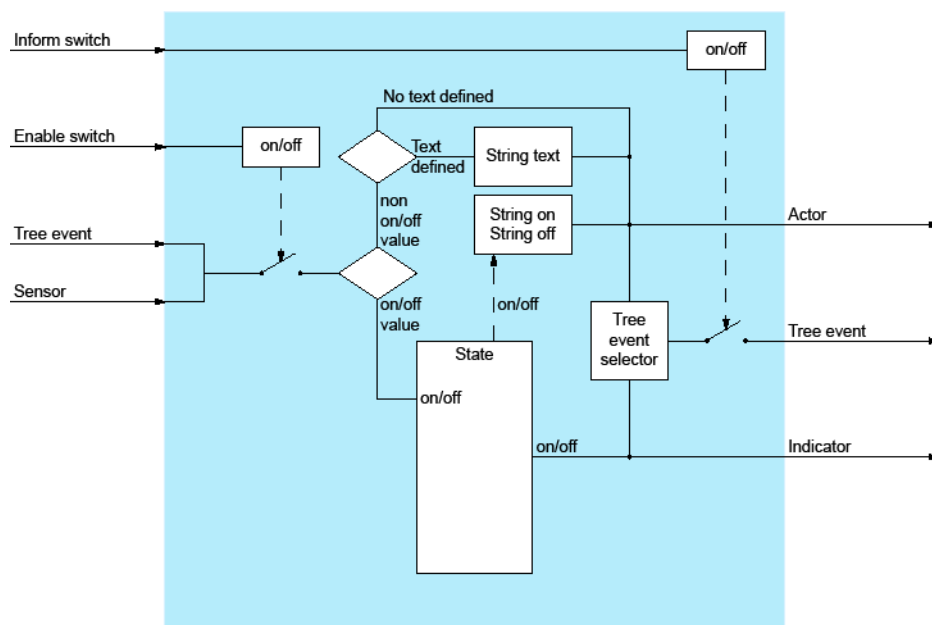 Inform switch
on/off
No text defined
Enable switch
on/off
Text
defined
String text
non
on/off
value
String on
String off
Actor
Tree event
Sensor
on/off
value
on/off
Tree
event
selector
Tree event
State
on/off
on/off
Indicator